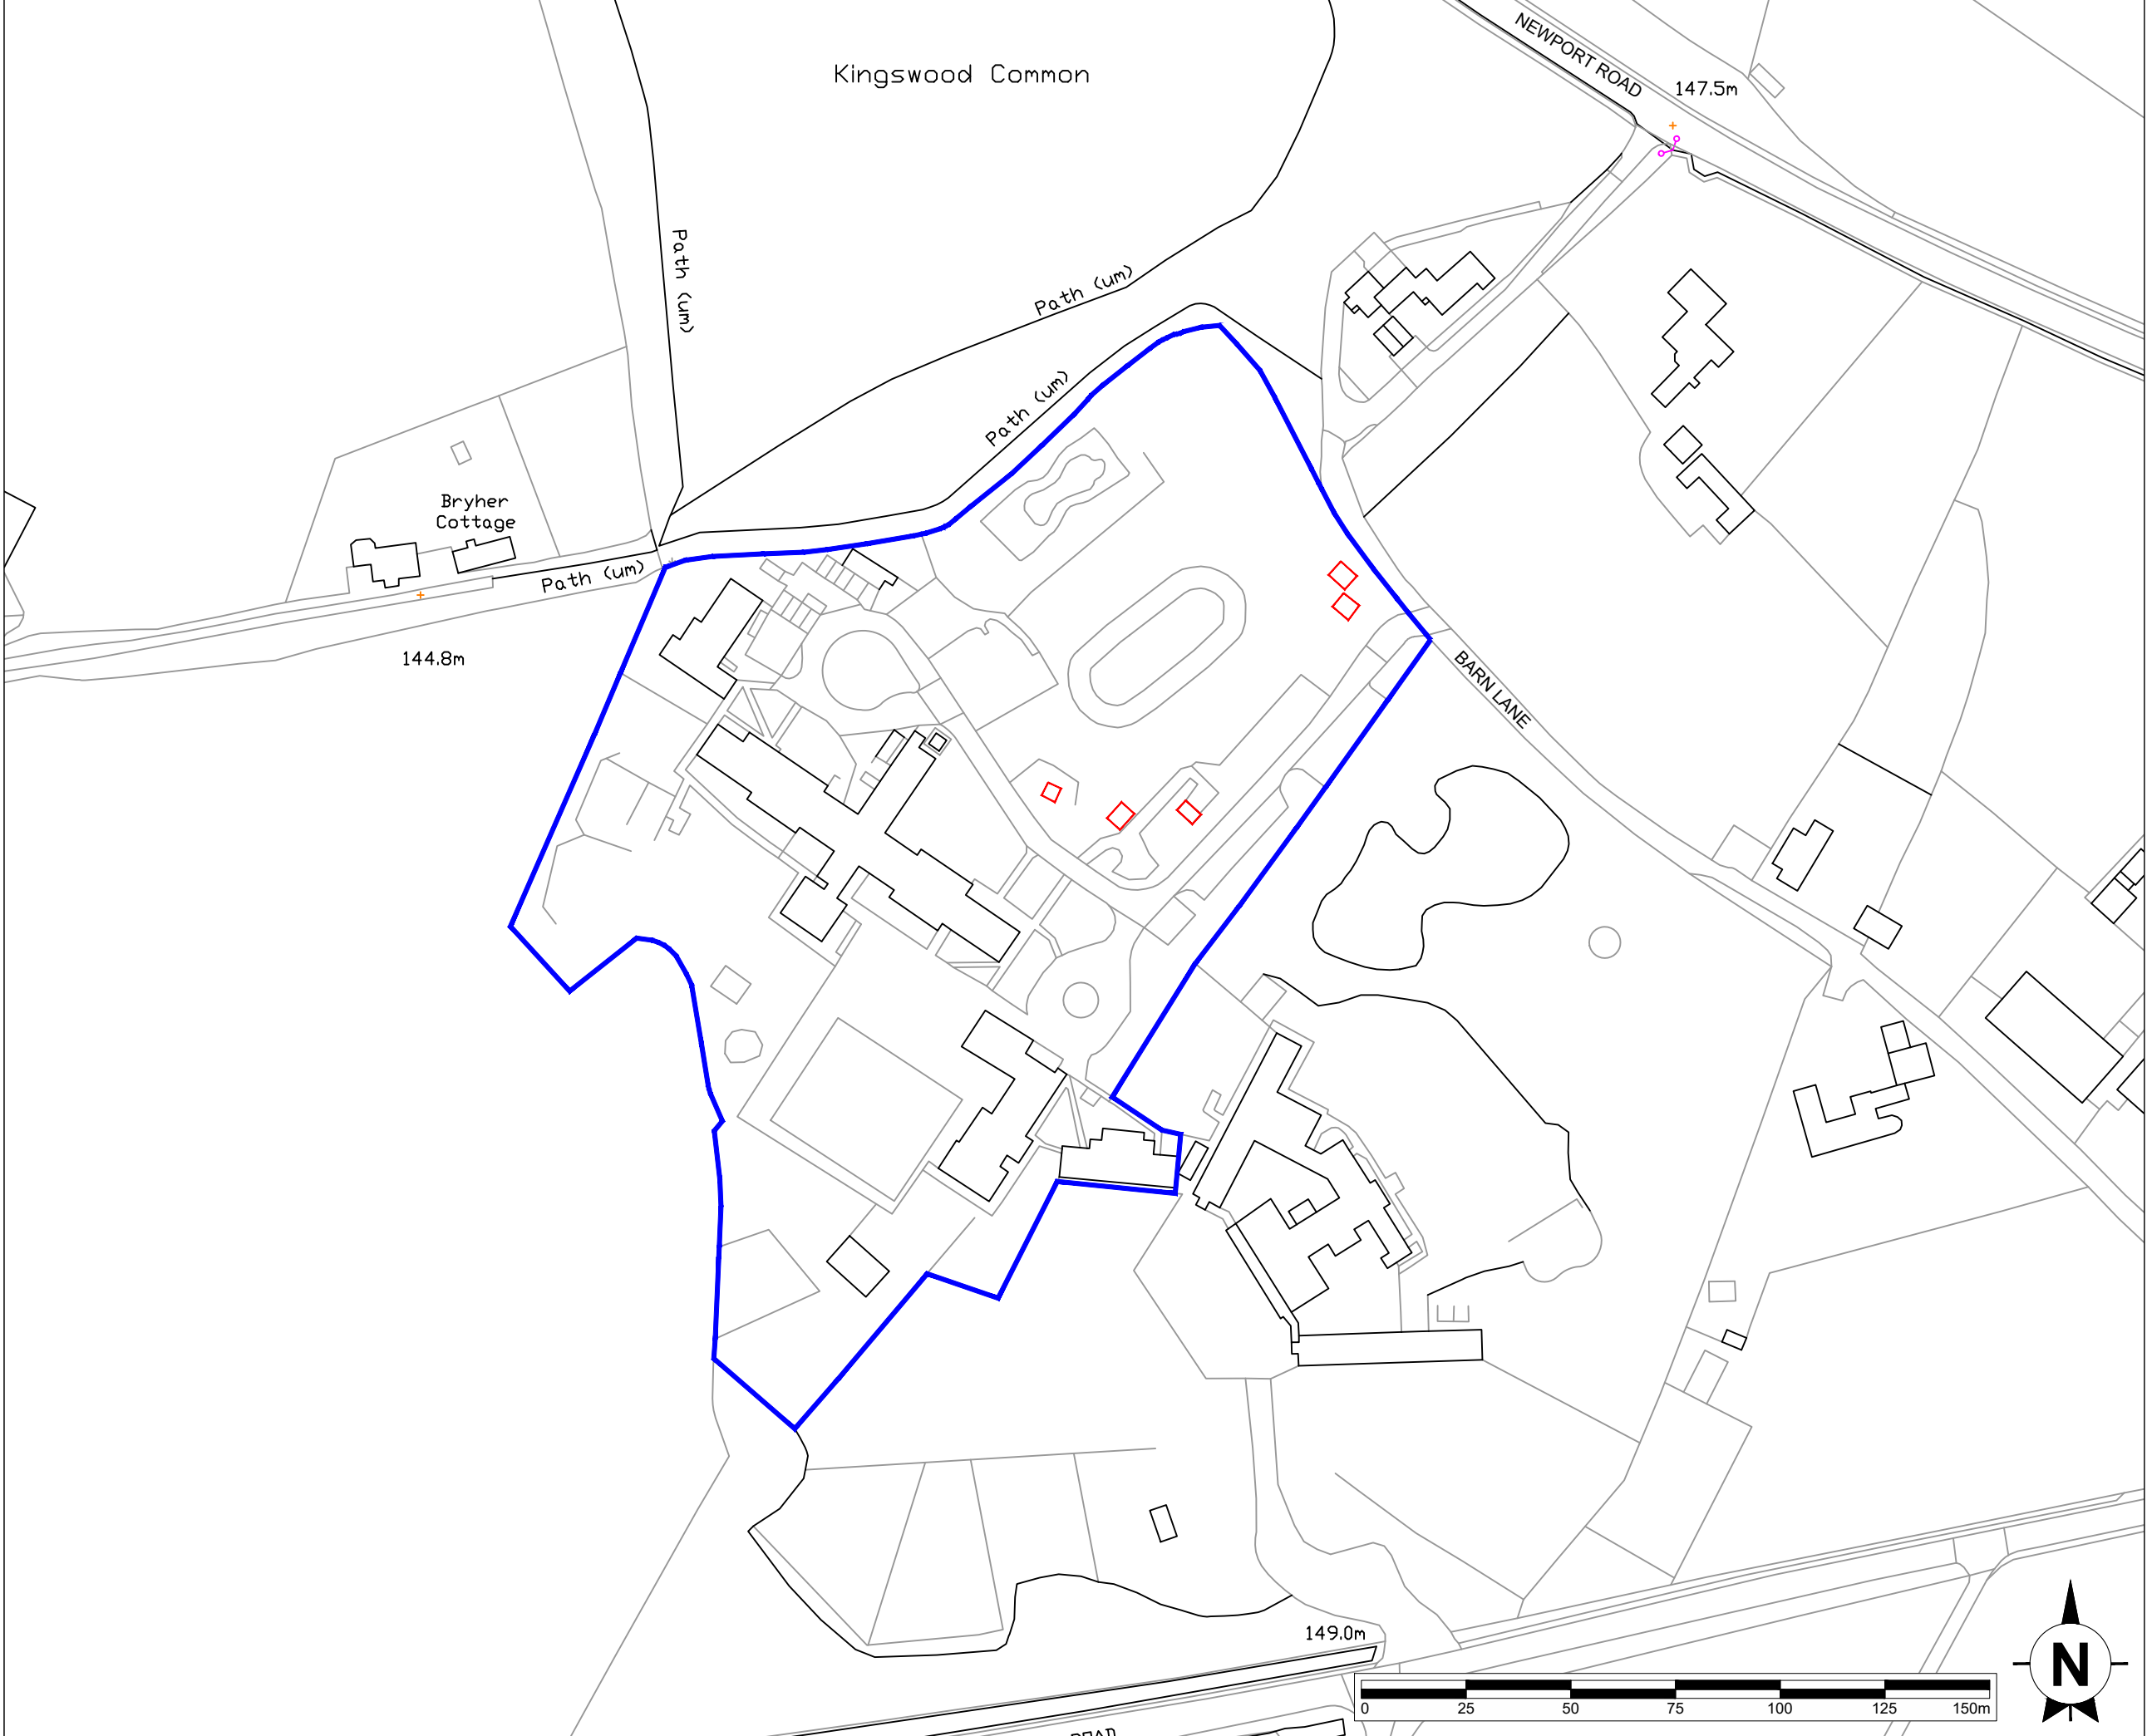 Kingswood Common
NEWPORT ROAD
147.5m
Path (um)
Path (um)
Path (um)
Bryher
Cottage
Path (um)
144.8m
BARN LANE
149.0m
N
0 25 50 75 100 125 150m
ROAD